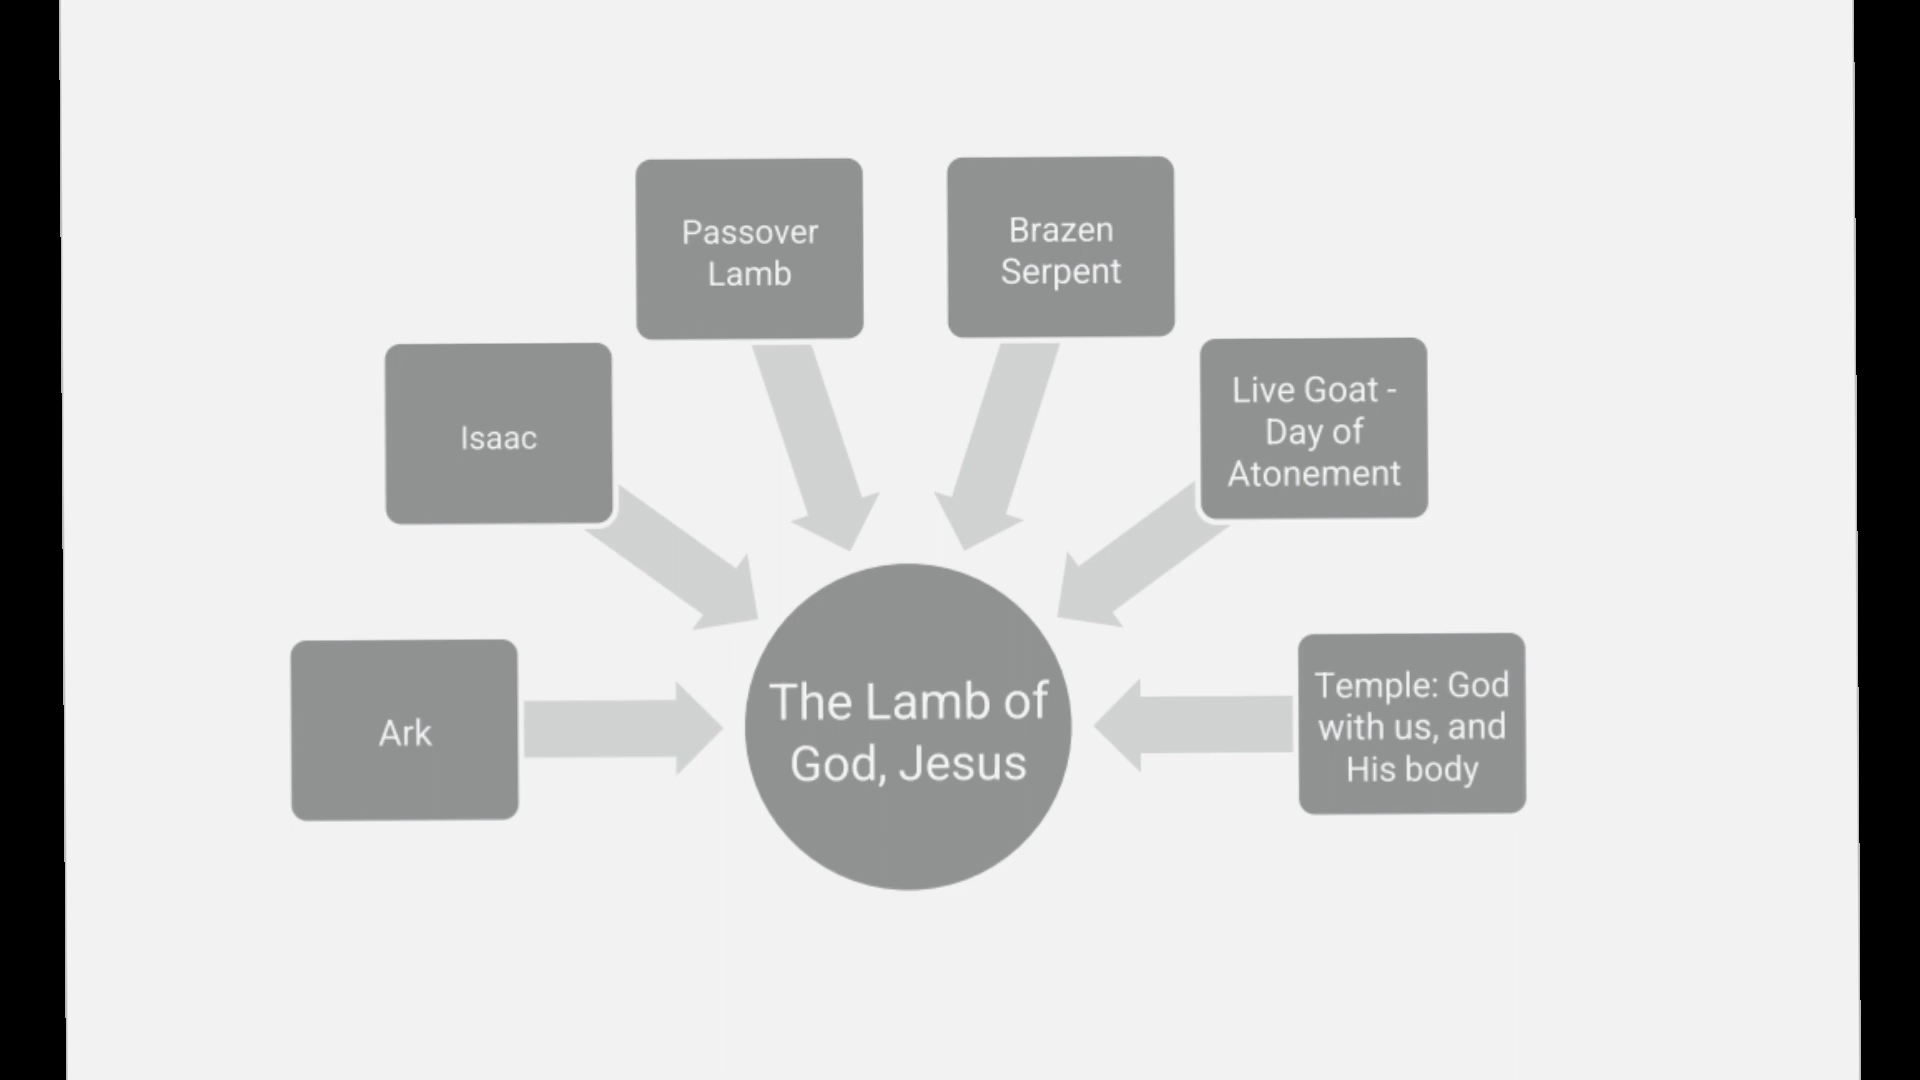 Passover
Lamb
Brazen
Serpent
Isaac
Live Goat -
Day of
Atonement
Ark
The Lamb of
God, Jesus
Temple: God
with us, and
His body